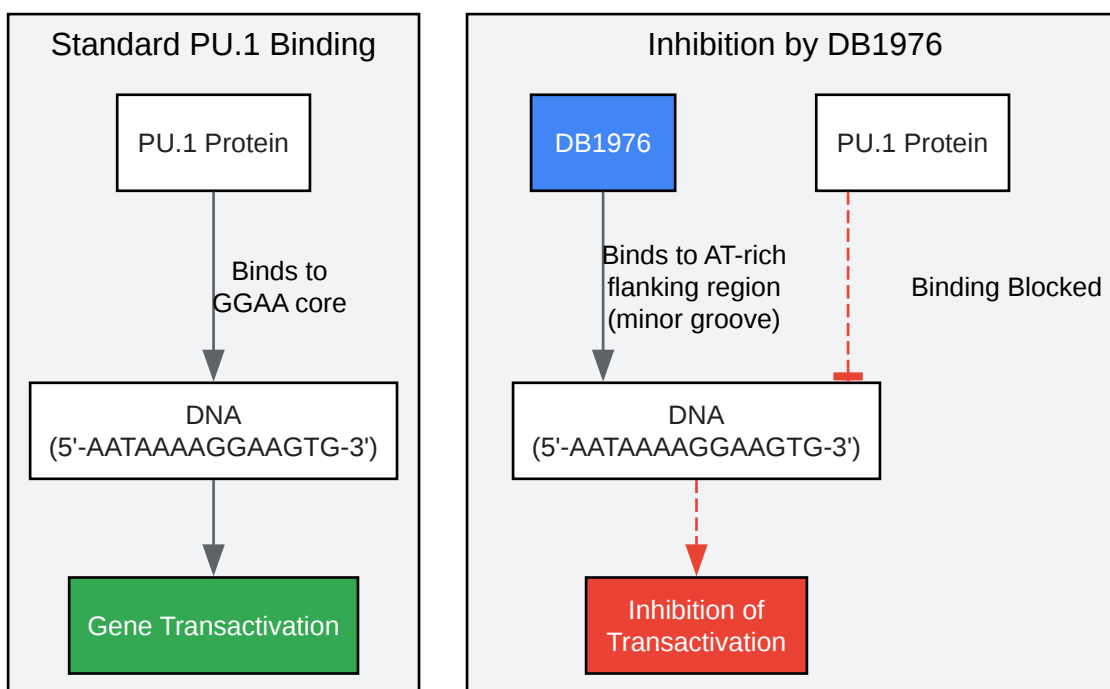 Standard PU.1 Binding
PU.1 Protein
Binds to
GGAA core
DNA
(5'-AATAAAAGGAAGTG-3')
Gene Transactivation
Inhibition by DB1976
DB1976
PU.1 Protein
Binds to AT-rich
flanking region
(minor groove)
Binding Blocked
DNA
(5'-AATAAAAGGAAGTG-3')
Inhibition of
Transactivation